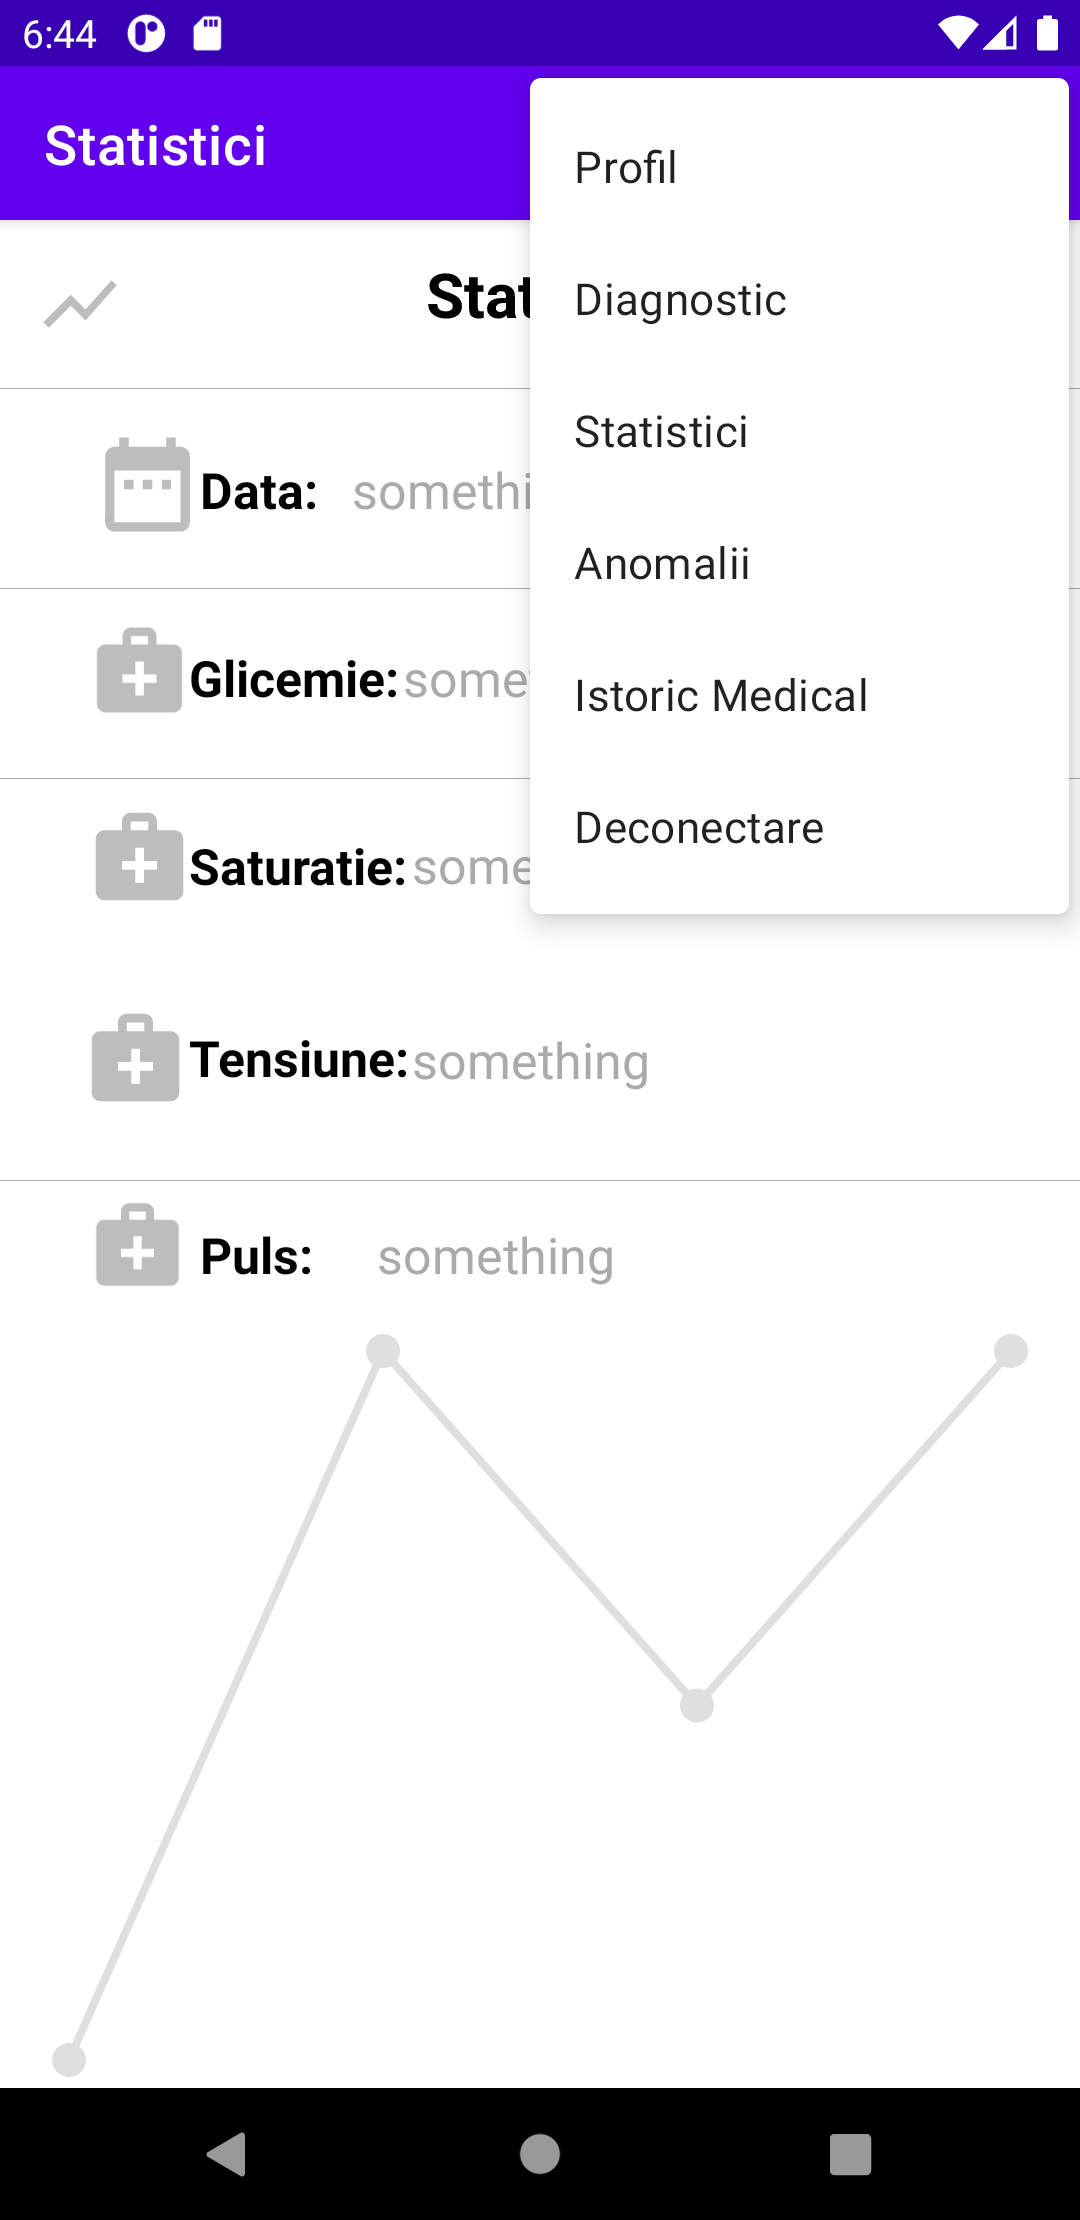 6:44
Statistici
Profil
Diagnostic
Statistici
Anomalii
Istoric Medical
Deconectare
Stat
Data: somethi
Glicemie: some
Saturatie: some
Tensiune: something
Puls: something